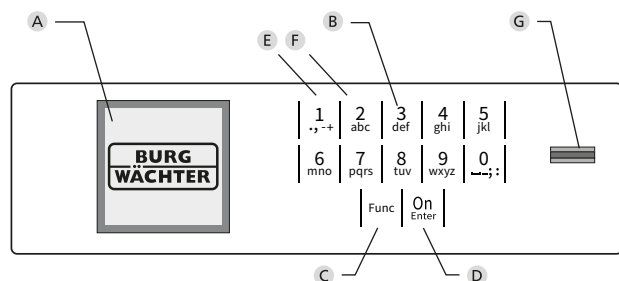 A
E
F
B
G
BURG
WÄCHTER
1
.,-+
2
abc
3
def
4
ghi
5
jkl
6
mno
7
pqrs
8
tuv
9
wxyz
0
⎵–;:
Func
On
Enter
C
D